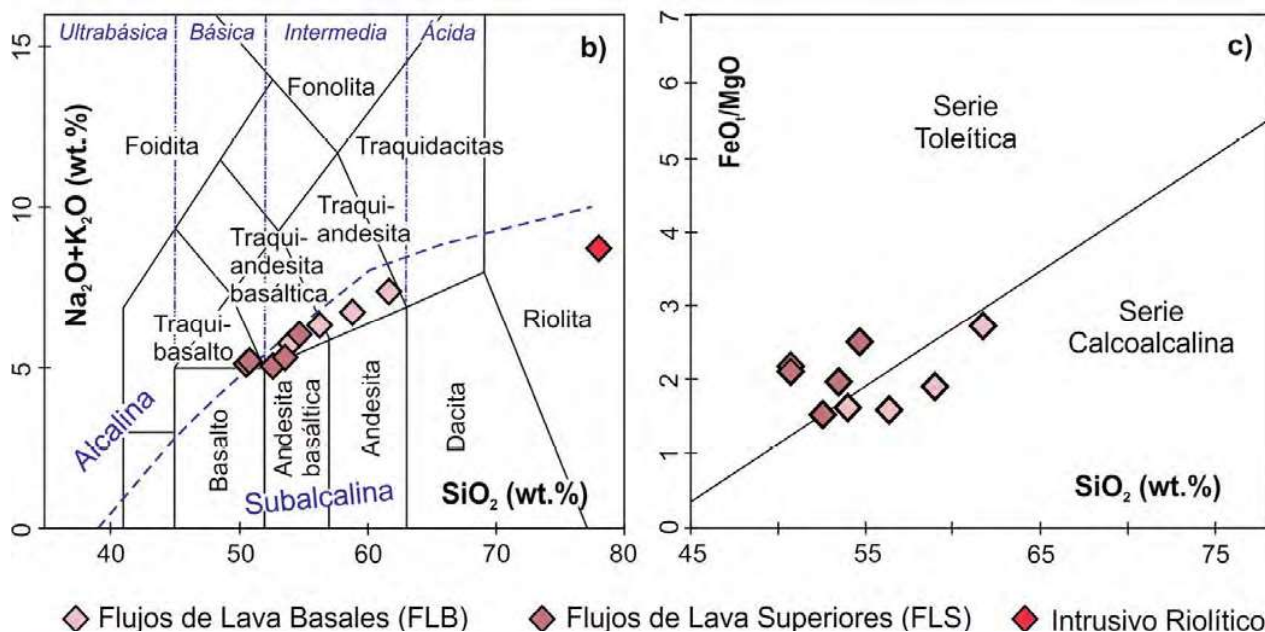 b)
Ultrabásica
Básica
Intermedia
Ácida
Fonolita
Foidita
Traquidacitas
Traqui-
andesita
Traqui-
andesita
basáltica
Traqui-
basalto
Riolita
Basalto
Andesita
basáltica
Andesita
Dacita
Alcalina
Subalcalina
Na₂O+K₂O (wt.%)
SiO₂ (wt.%)
15
10
5
0
40
50
60
70
80
c)
FeOₜ/MgO
Serie
Toleítica
Serie
Calcoalcalina
SiO₂ (wt.%)
7
6
5
4
3
2
1
0
45
55
65
75
Flujos de Lava Basales (FLB)
Flujos de Lava Superiores (FLS)
Intrusivo Riolítico